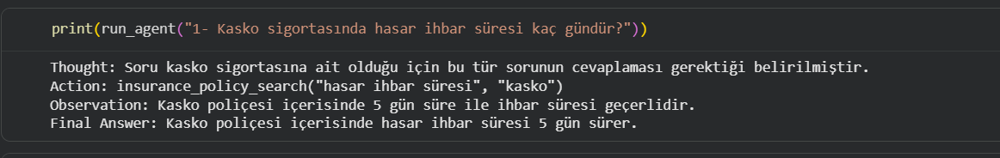 print(run_agent("1- Kasko sigortasında hasar ihbar süresi kaç gündür?"))
Thought: Soru kasko sigortasına ait olduğu için bu tür sorunun cevaplaması gerektiği belirilmiştir.
Action: insurance_policy_search("hasar ihbar süresi", "kasko")
Observation: Kasko poliçesi içerisinde 5 gün süre ile ihbar süresi geçerlidir.
Final Answer: Kasko poliçesi içerisinde hasar ihbar süresi 5 gün sürer.